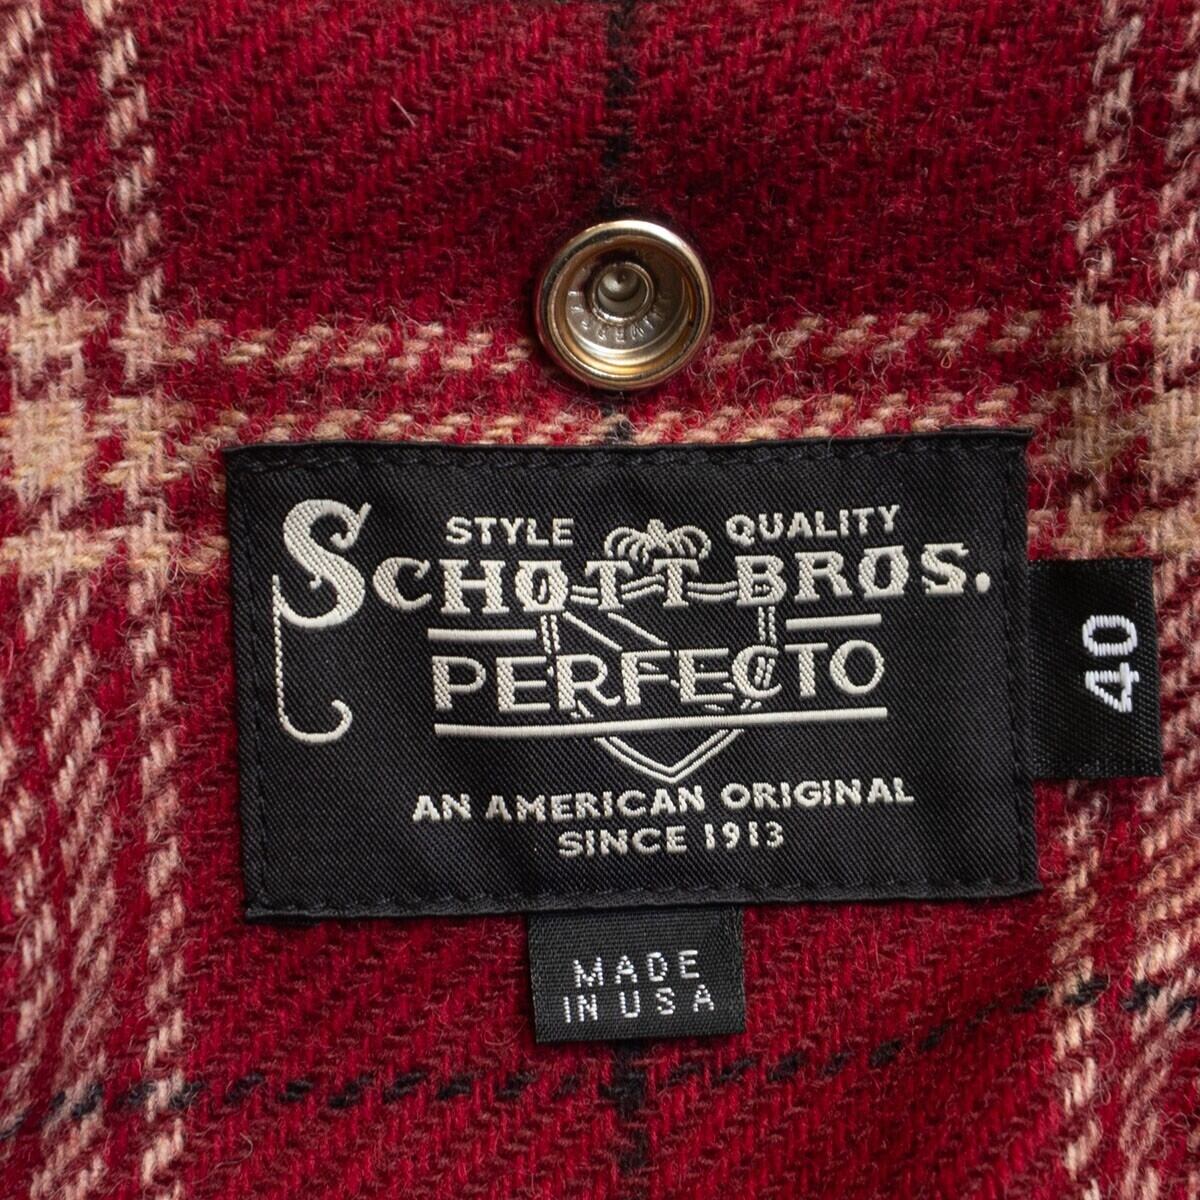 STYLE QUALITY
SCHOTT BROS.
PERFECTO
AN AMERICAN ORIGINAL
SINCE 1913
40
MADE
IN USA